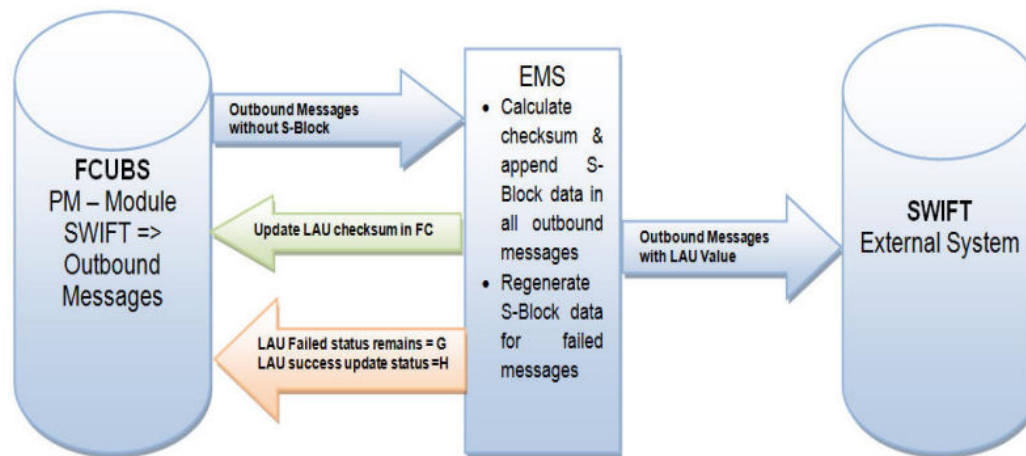 FCUBS
PM – Module
SWIFT =>
Outbound
Messages
Outbound Messages
without S-Block
Update LAU checksum in FC
LAU Failed status remains = G
LAU success update status =H
EMS
• Calculate
checksum &
append S-
Block data in
all outbound
messages
• Regenerate
S-Block data
for failed
messages
Outbound Messages
with LAU Value
SWIFT
External System